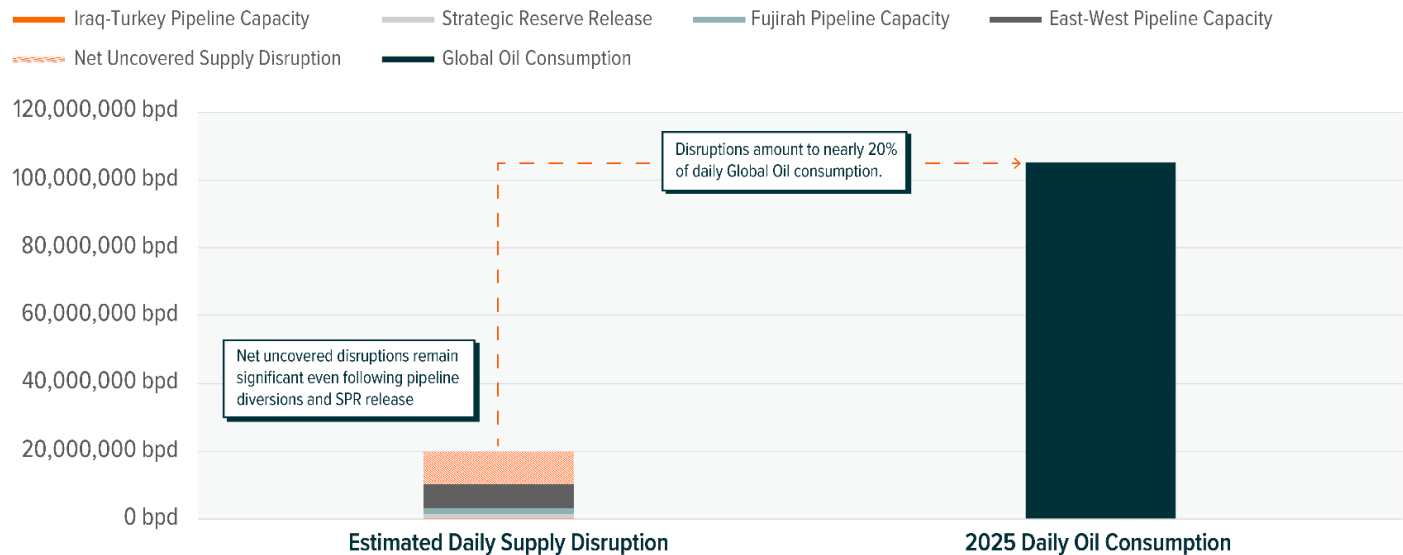 Iraq-Turkey Pipeline Capacity
Strategic Reserve Release
Fujirah Pipeline Capacity
East-West Pipeline Capacity
Net Uncovered Supply Disruption
Global Oil Consumption
120,000,000 bpd
100,000,000 bpd
80,000,000 bpd
60,000,000 bpd
40,000,000 bpd
20,000,000 bpd
0 bpd
Disruptions amount to nearly 20%
of daily Global Oil consumption.
Net uncovered disruptions remain
significant even following pipeline
diversions and SPR release
Estimated Daily Supply Disruption
2025 Daily Oil Consumption